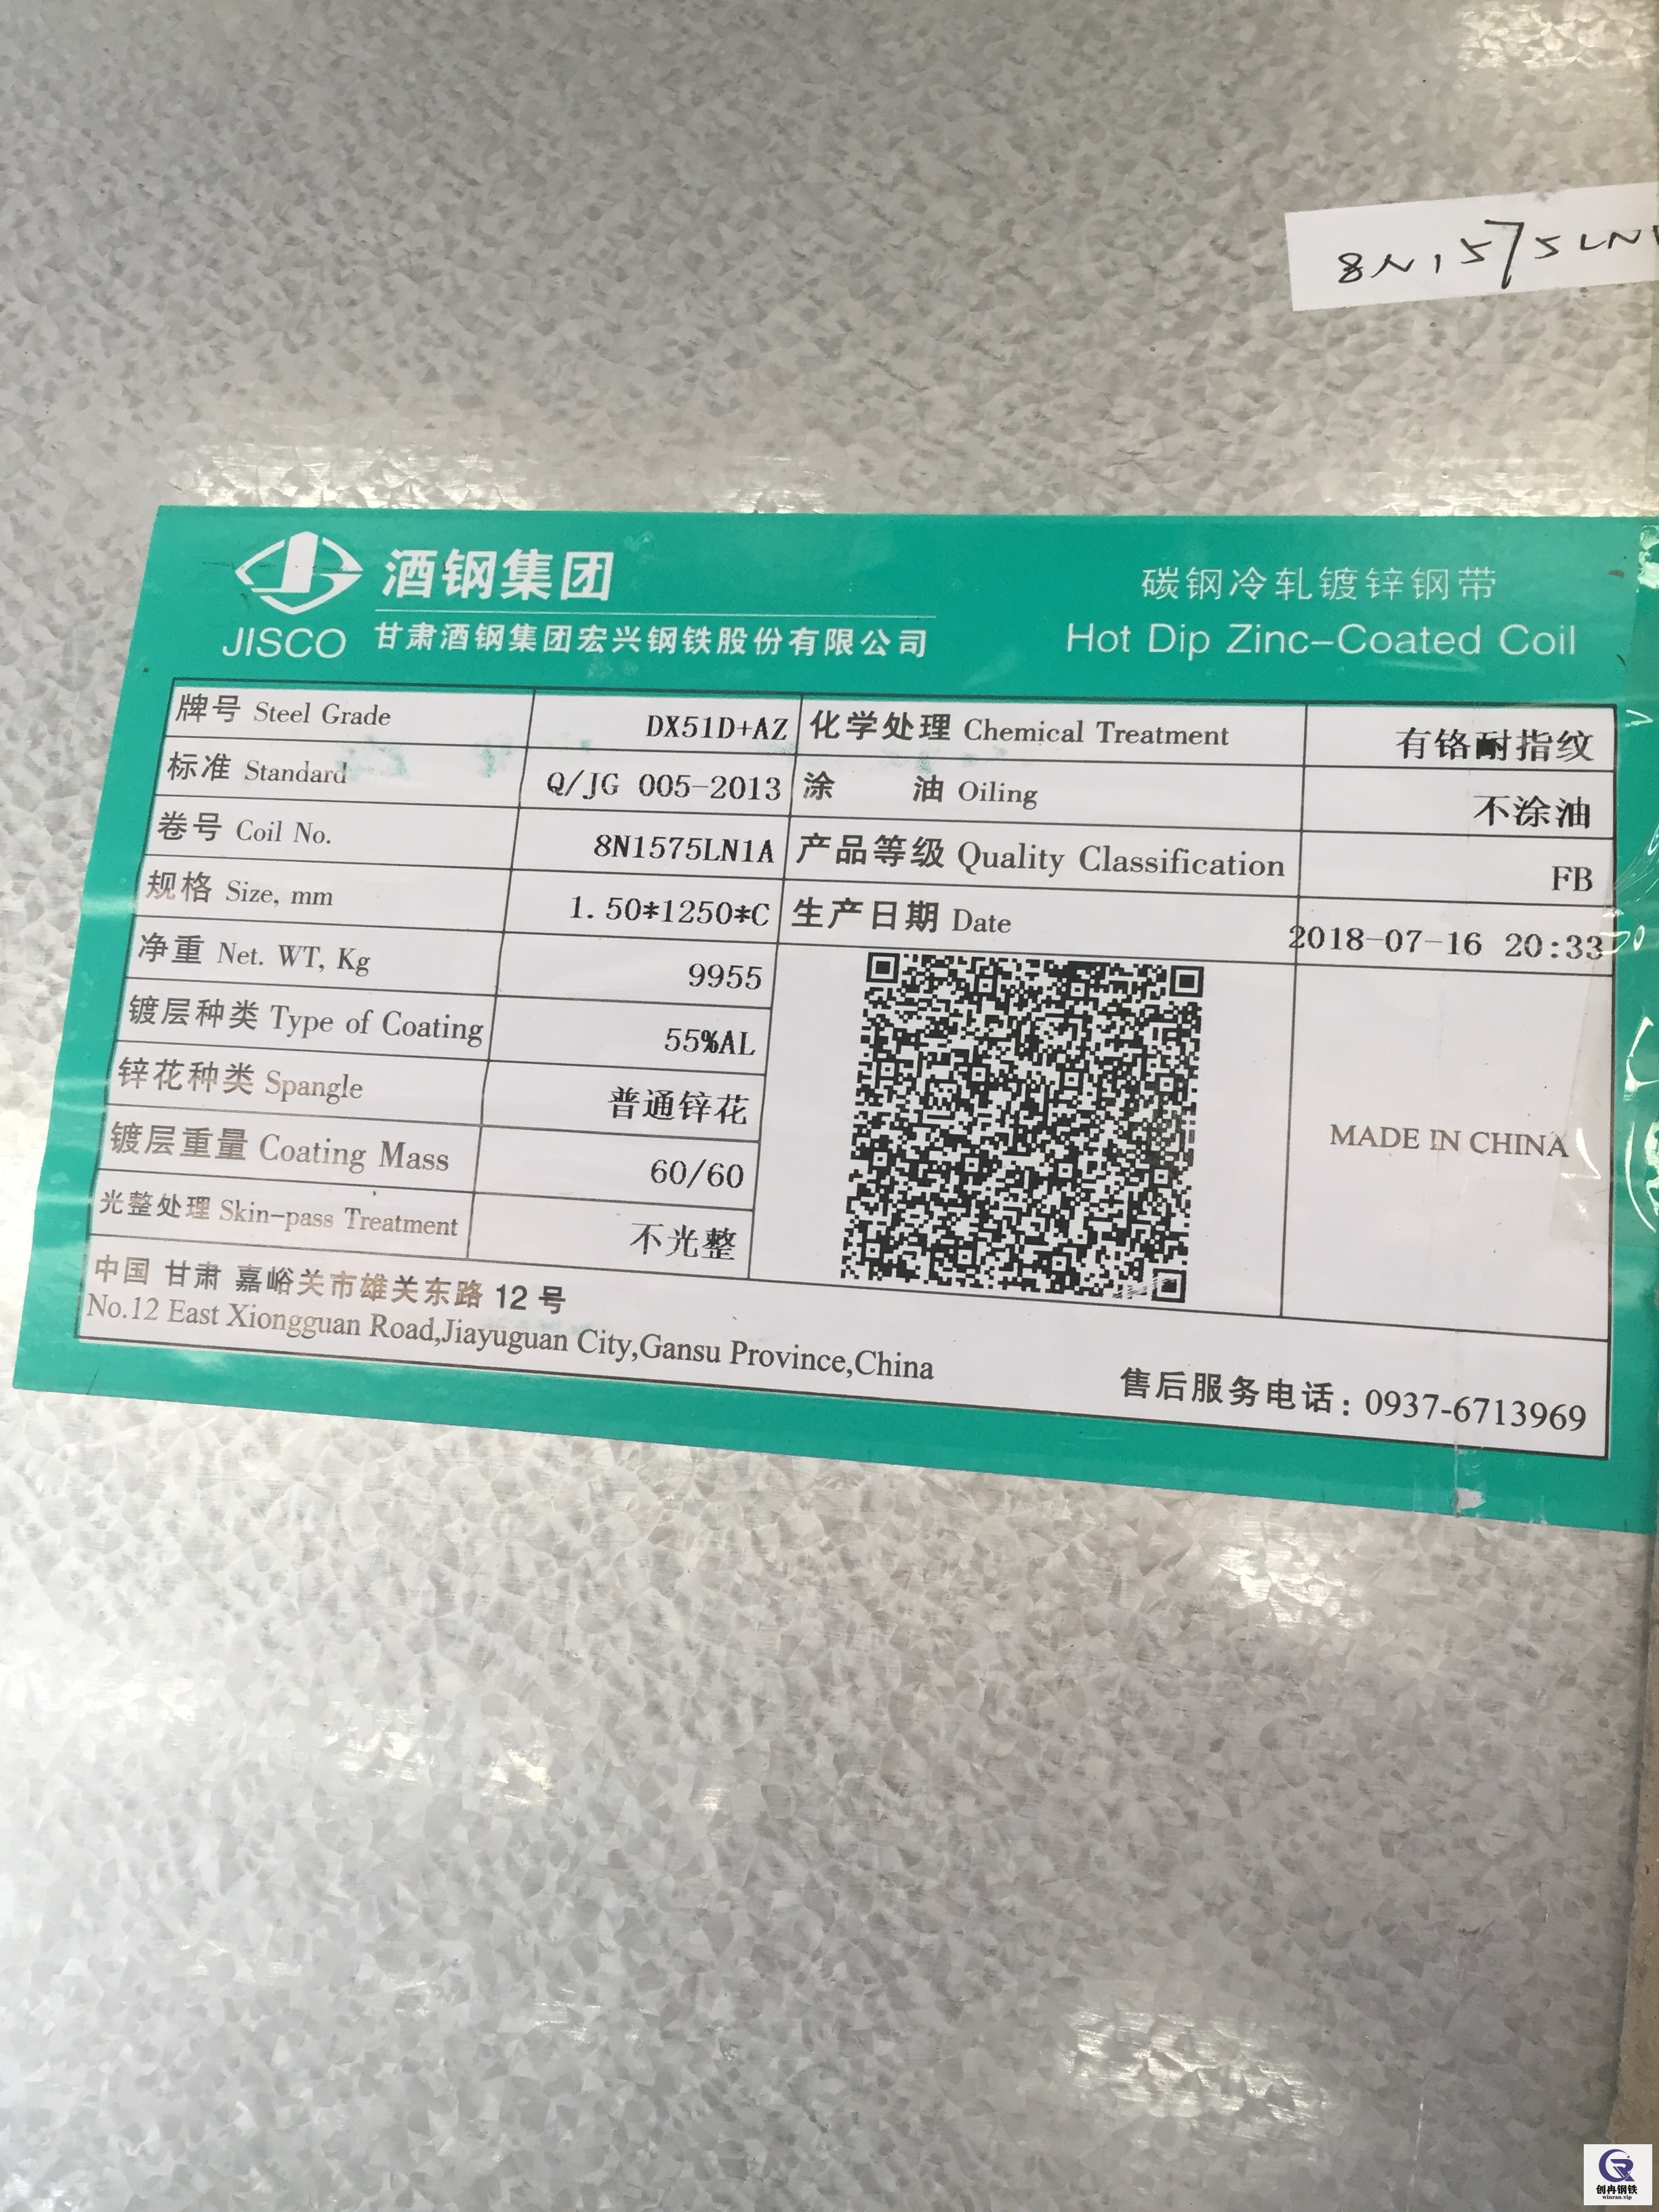 8N1575LN1
酒钢集团
JISCO 甘肃酒钢集团宏兴钢铁股份有限公司
碳钢冷轧镀锌钢带
Hot Dip Zinc-Coated Coil
牌号 Steel Grade DX51D+AZ 化学处理 Chemical Treatment 有铬耐指纹
标准 Standard Q/JG 005-2013 涂 油 Oiling 不涂油
卷号 Coil No. 8N1575LN1A 产品等级 Quality Classification FB
规格 Size, mm 1.50*1250*C 生产日期 Date 2018-07-16 20:33
净重 Net. WT, Kg 9955
镀层种类 Type of Coating 55%AL
锌花种类 Spangle 普通锌花
镀层重量 Coating Mass 60/60
光整处理 Skin-pass Treatment 不光整
MADE IN CHINA
中国 甘肃 嘉峪关市雄关东路 12 号
No.12 East Xiongguan Road,Jiayuguan City,Gansu Province,China
售后服务电话: 0937-6713969
创冉钢铁
winran.vip